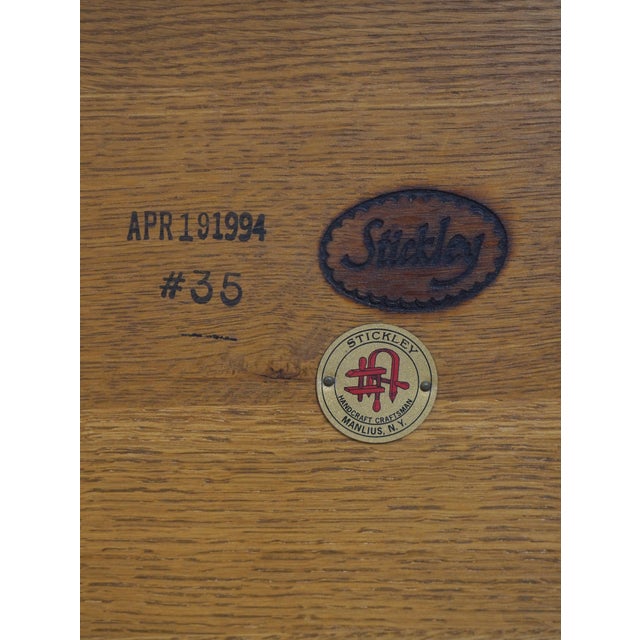 APR 19 1994
#35
Stickley
STICKLEY
HANDCRAFT CRAFTSMAN
MANLIUS, N.Y.